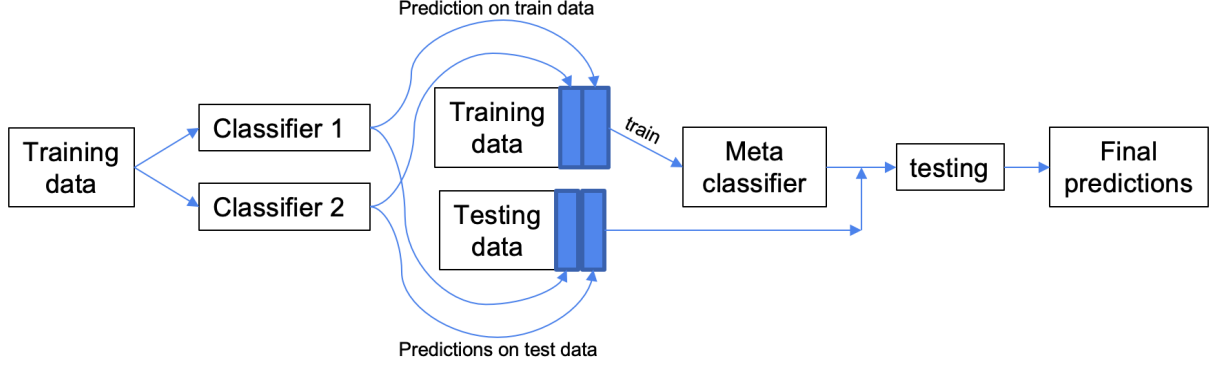 Prediction on train data
Training
data
Classifier 1
Classifier 2
Training
data
Testing
data
train
Meta
classifier
testing
Final
predictions
Predictions on test data